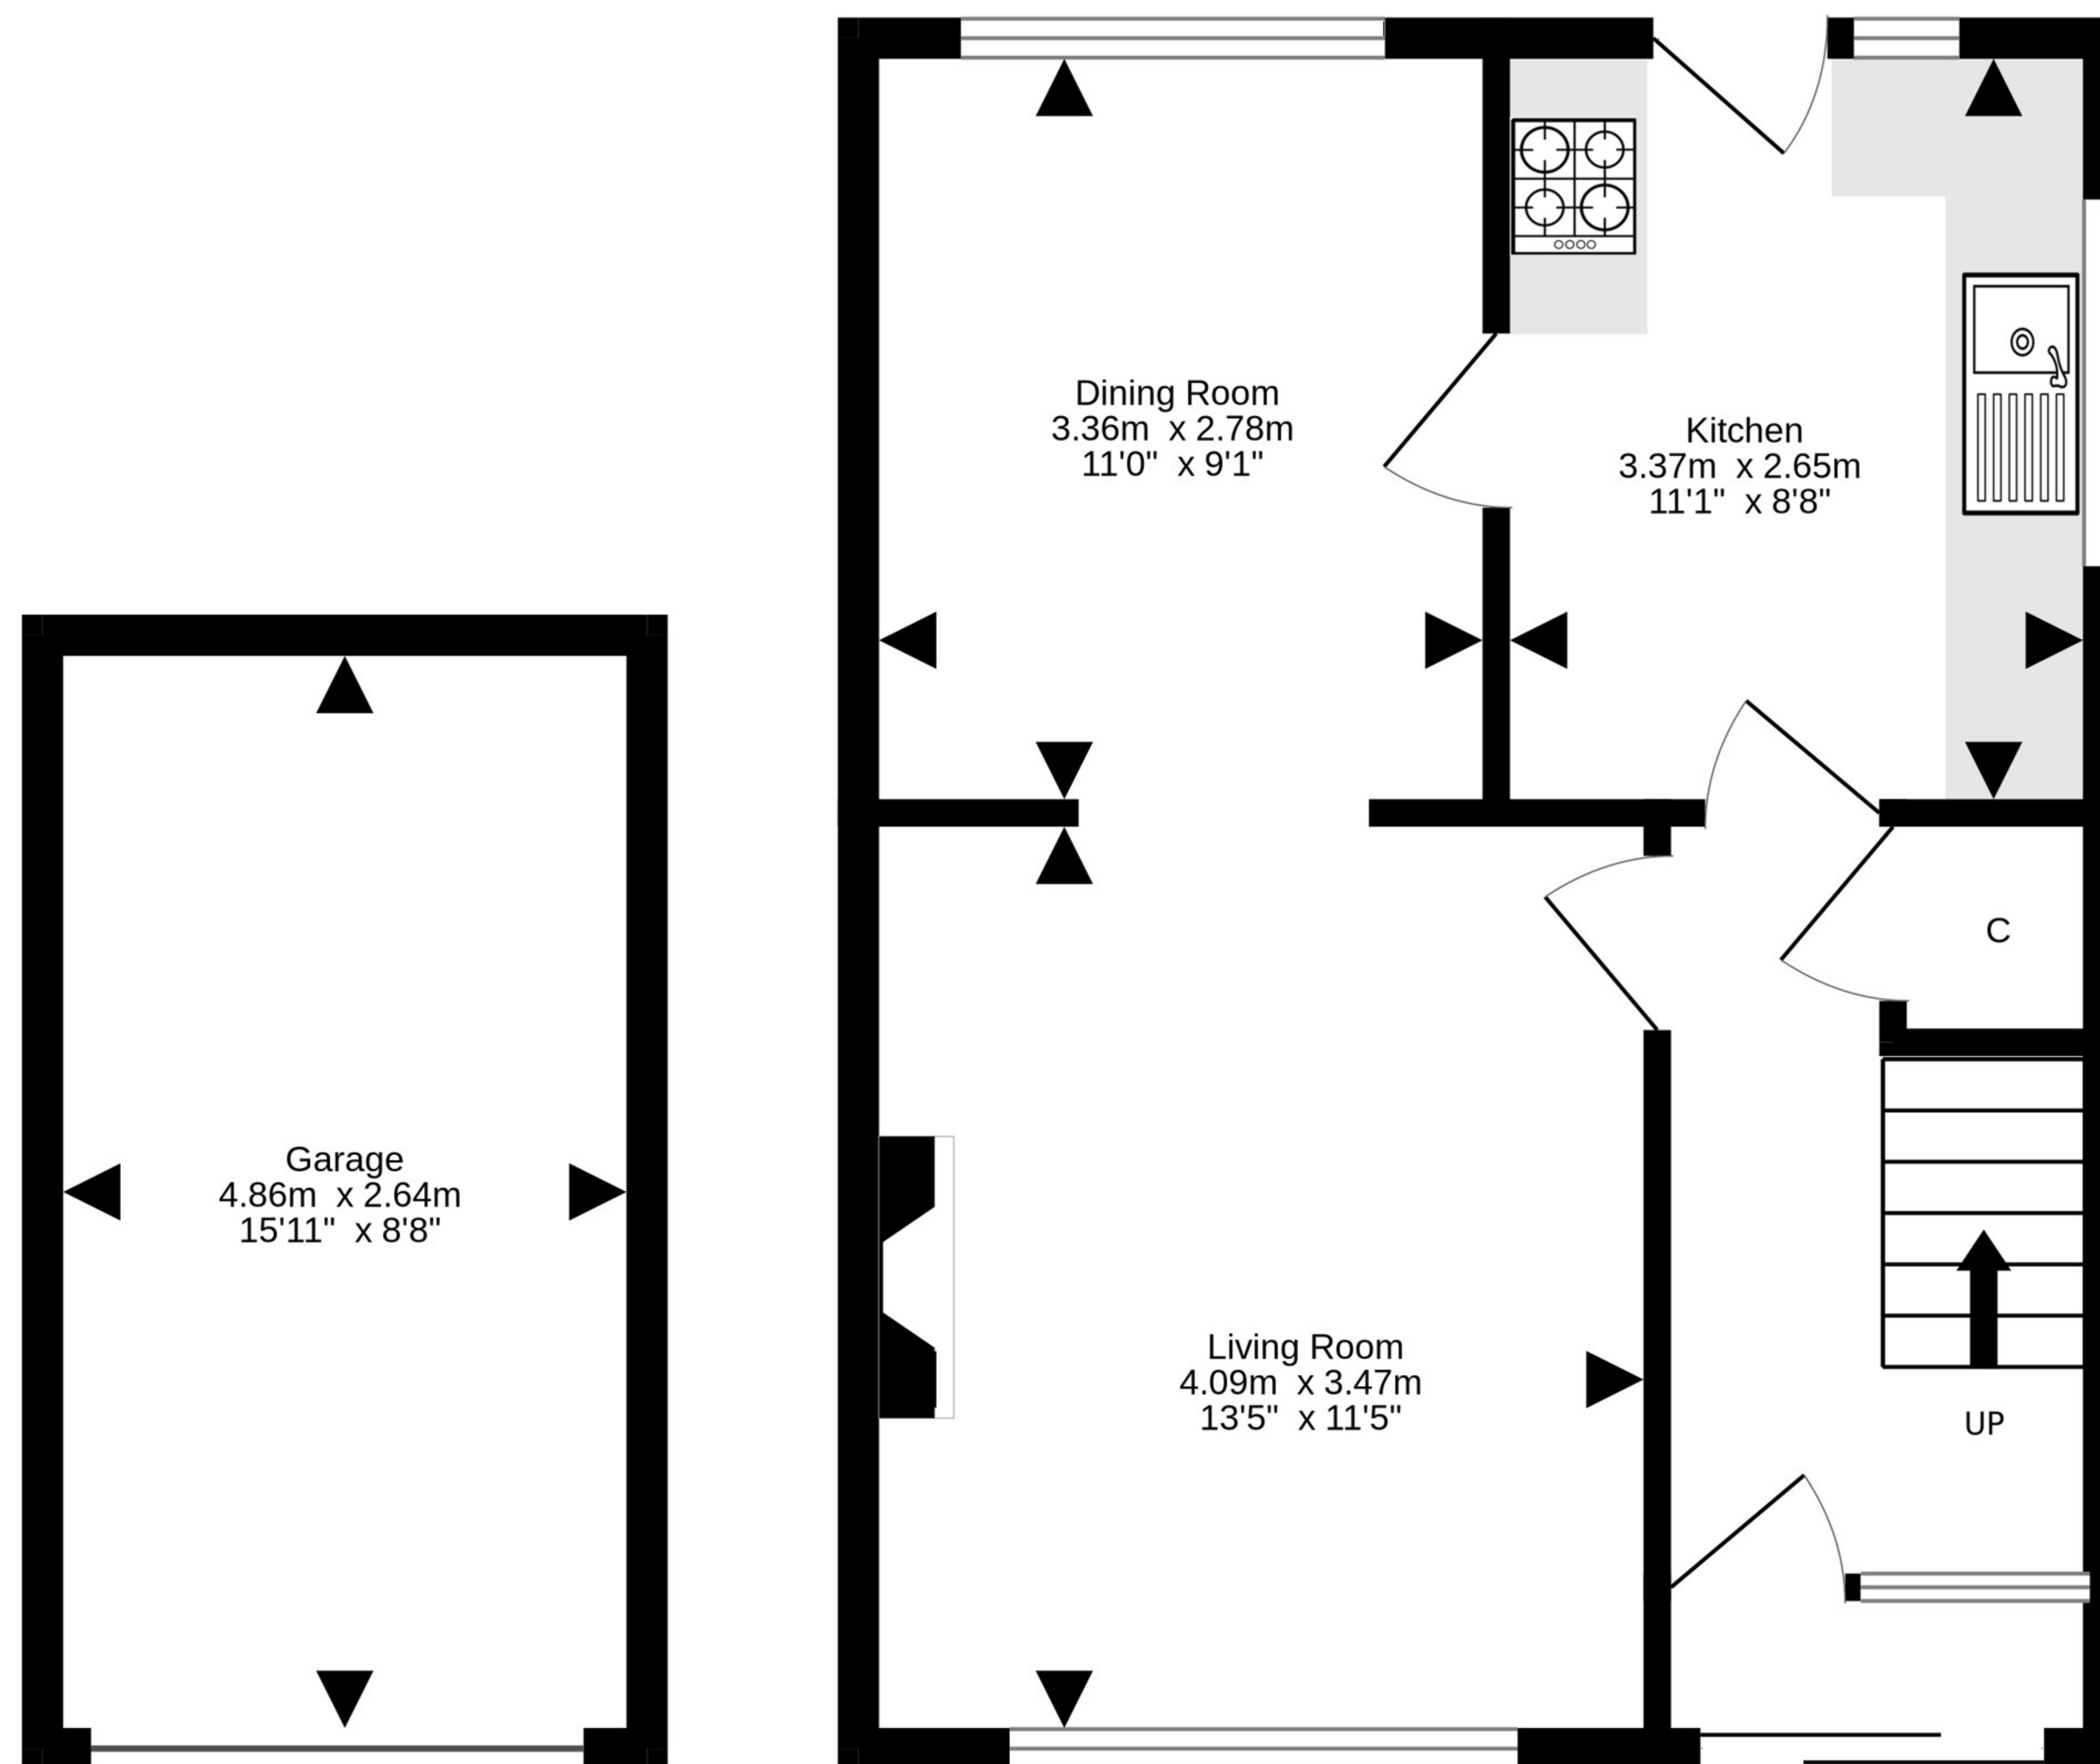 Dining Room
3.36m x 2.78m
11'0" x 9'1"
Kitchen
3.37m x 2.65m
11'1" x 8'8"
C
Garage
4.86m x 2.64m
15'11" x 8'8"
Living Room
4.09m x 3.47m
13'5" x 11'5"
UP